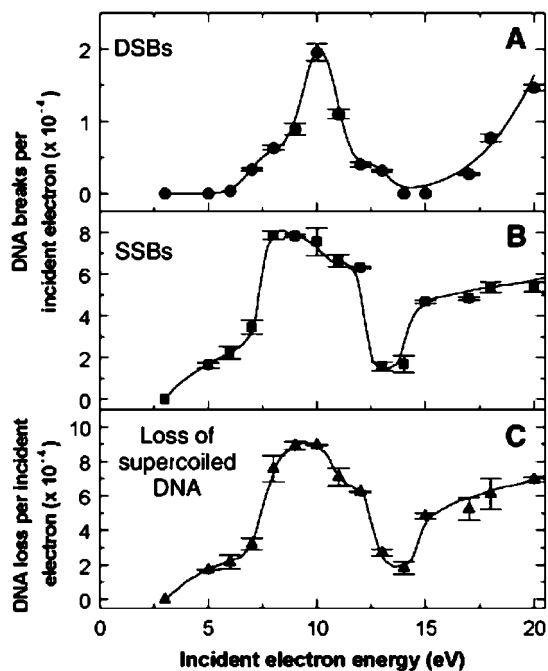 DNA breaks per
incident electron (x 10⁻⁴)
DSBs
A
2
1
0
SSBs
B
8
6
4
2
0
DNA loss per incident
electron (x 10⁻⁴)
Loss of
supercoiled
DNA
C
10
8
6
4
2
0
0 5 10 15 20
Incident electron energy (eV)